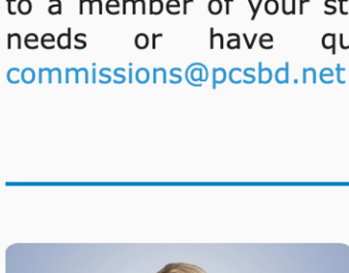 to a member of your st
needs or have qu
commissions@pcsbd.net